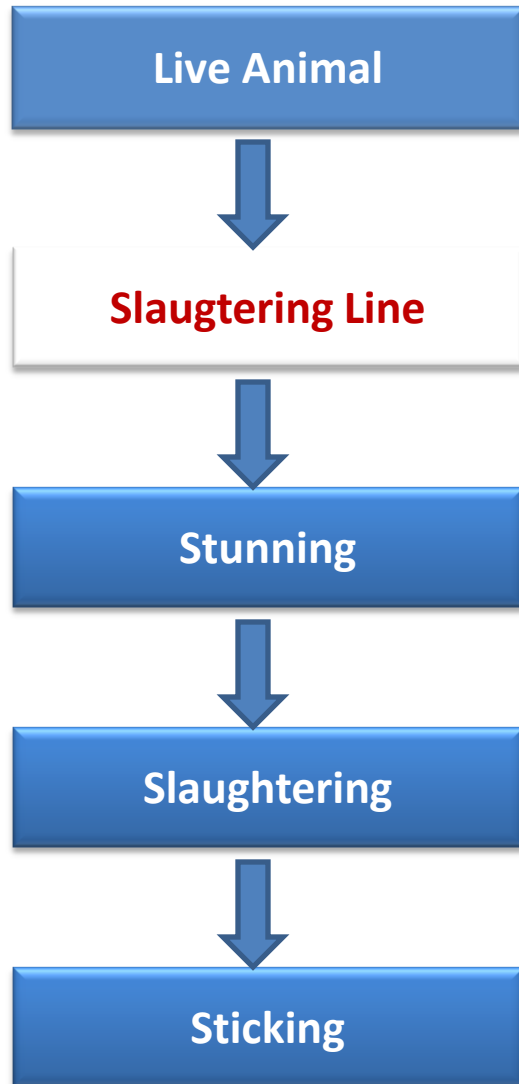 Live Animal
Slaugtering Line
Stunning
Slaughtering
Sticking